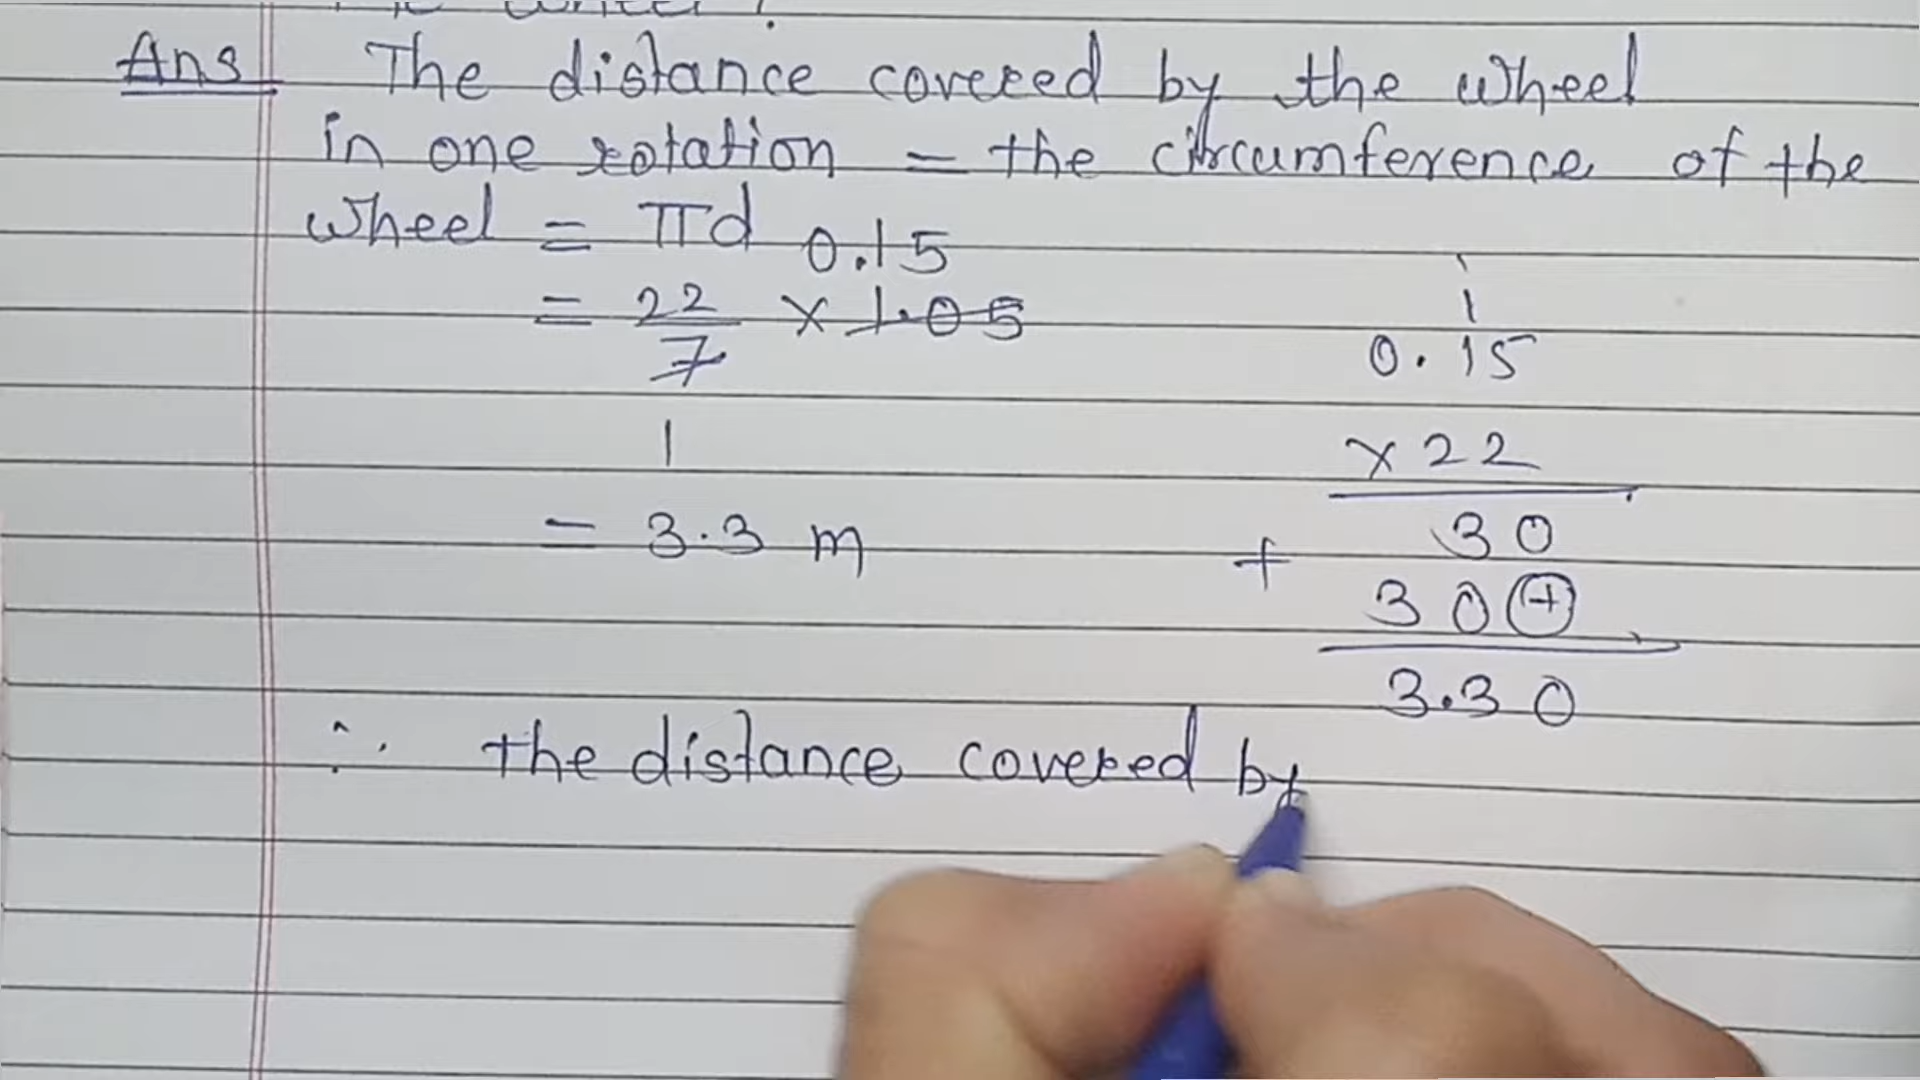 Ans The distance covered by the wheel
in one rotation = the circumference of the
wheel = πd
0.15
= 22/7 × 1.05
1
= 3.3 m
1
1
0.15
×22
30
+ 30+
3.30
∴ the distance covered by